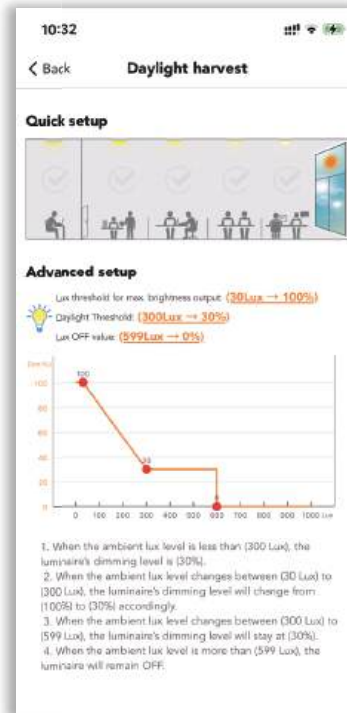 10:32
Back
Daylight harvest
Quick setup
Advanced setup
Lux threshold for max. brightness output: (30Lux → 100%)
Daylight Threshold: (300Lux → 30%)
Lux OFF value: (599Lux → 0%)
100
100
80
60
40
30
20
0
0 100 200 300 400 500 600 700 800 900 1000 Lux
1. When the ambient lux level is less than (300 Lux), the
luminaire's dimming level is (30%).
2. When the ambient lux level changes between (30 Lux) to
(300 Lux), the luminaire's dimming level will change from
(100%) to (30%) accordingly.
3. When the ambient lux level changes between (300 Lux) to
(599 Lux), the luminaire's dimming level will stay at (30%).
4. When the ambient lux level is more than (599 Lux), the
luminaire will remain OFF.